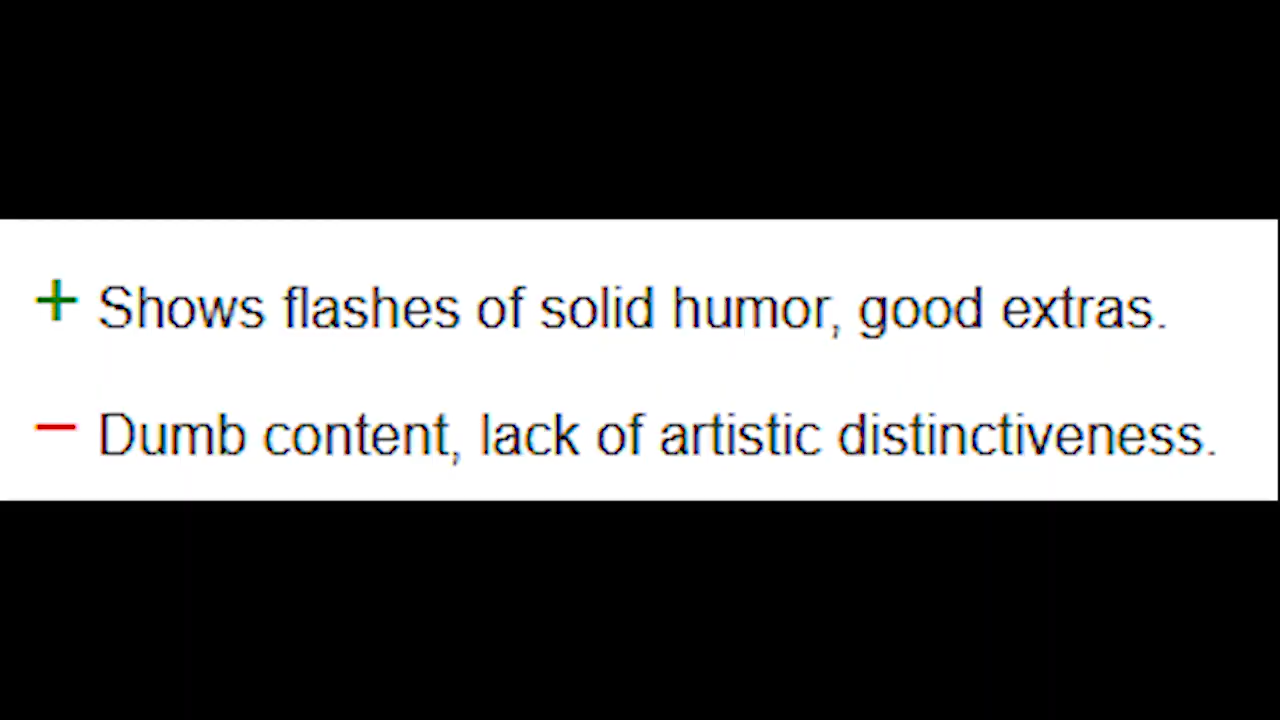 + Shows flashes of solid humor, good extras.
− Dumb content, lack of artistic distinctiveness.